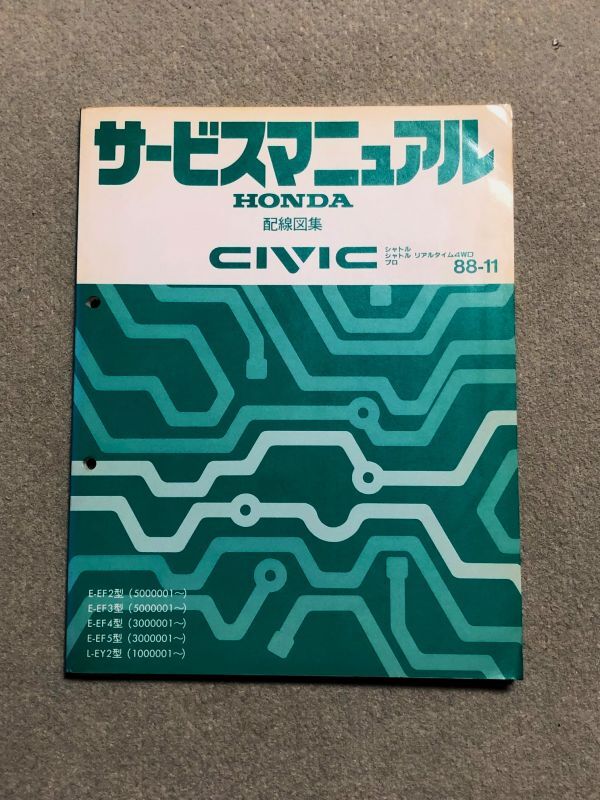 サービスマニュアル
HONDA
配線図集
CIVIC
シャトル
シャトル リアルタイム4WD
プロ
88-11
E-EF2型 (5000001〜)
E-EF3型 (5000001〜)
E-EF4型 (3000001〜)
E-EF5型 (3000001〜)
L-EY2型 (1000001〜)